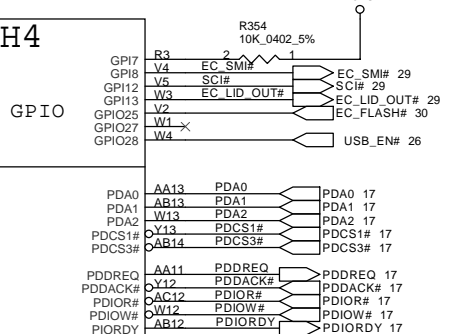 H4
R354
10K_0402_5%
GPI7 R3 2 1
GPI8 V4 EC_SMI# EC_SMI# 29
GPI12 V5 SCI# SCI# 29
GPI13 W3 EC_LID_OUT# EC_LID_OUT# 29
GPIO
GPIO25 V2 EC_FLASH# 30
GPIO27 W1
GPIO28 W4 USB_EN# 26
PDA0 AA13 PDA0 PDA0 17
PDA1 AB13 PDA1 PDA1 17
PDA2 W13 PDA2 PDA2 17
PDCS1# Y13 PDCS1# PDCS1# 17
PDCS3# AB14 PDCS3# PDCS3# 17
PDDREQ AA11 PDDREQ PDDREQ 17
PDDACK# Y12 PDDACK# PDDACK# 17
PDIOR# AC12 PDIOR# PDIOR# 17
PDIOW# W12 PDIOW# PDIOW# 17
PIORDY AB12 PDIORDY PDIORDY 17